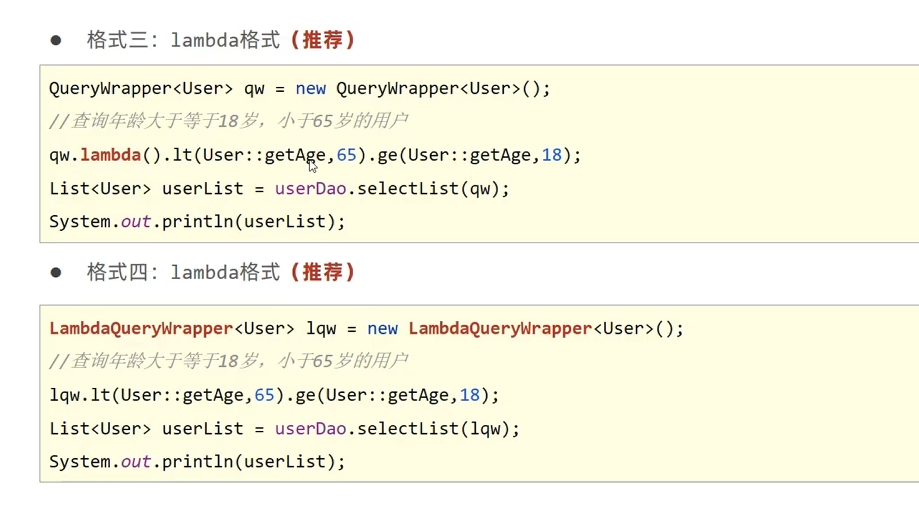 ● 格式三：lambda格式（推荐）
QueryWrapper<User> qw = new QueryWrapper<User>();
//查询年龄大于等于18岁，小于65岁的用户
qw.lambda().lt(User::getAge,65).ge(User::getAge,18);
List<User> userList = userDao.selectList(qw);
System.out.println(userList);
● 格式四：lambda格式（推荐）
LambdaQueryWrapper<User> lqw = new LambdaQueryWrapper<User>();
//查询年龄大于等于18岁，小于65岁的用户
lqw.lt(User::getAge,65).ge(User::getAge,18);
List<User> userList = userDao.selectList(lqw);
System.out.println(userList);